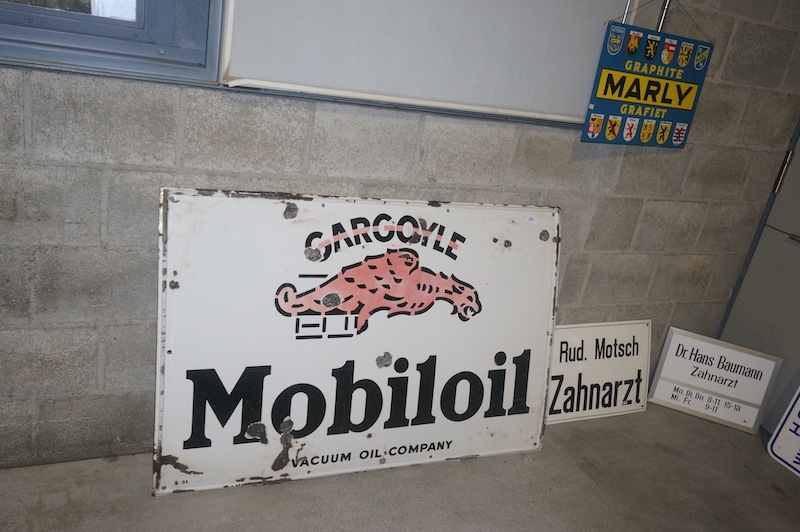 GRAPHITE
MARLY
GRAFIET
GARGOYLE
Mobiloil
VACUUM OIL COMPANY
Rud. Motsch
Zahnarzt
Dr. Hans Baumann
Zahnarzt
Mo. Di. Do. 8-11, 15-18
Mi. Fr. 9-11